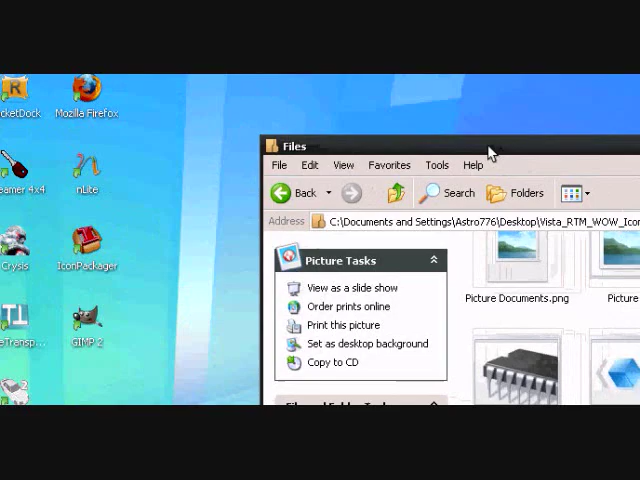 cketDock
Mozilla Firefox
Files
File Edit View Favorites Tools Help
eamer 4x4
nLite
Back Search Folders
Address C:\Documents and Settings\Astro776\Desktop\Vista_RTM_WOW_Icon
Crysis
IconPackager
Picture Tasks
View as a slide show
Order prints online
Print this picture
Set as desktop background
Copy to CD
Picture Documents.png
Picture
eTransp...
GIMP 2